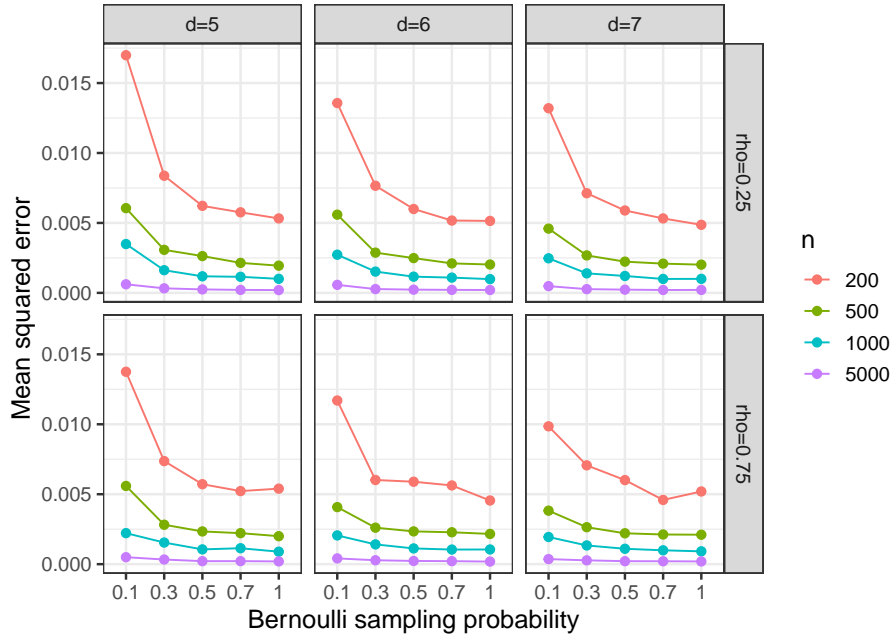 d=5
d=6
d=7
0.015
0.010
0.005
0.000
rho=0.25
0.015
0.010
0.005
0.000
rho=0.75
Mean squared error
0.1 0.3 0.5 0.7 1
0.1 0.3 0.5 0.7 1
0.1 0.3 0.5 0.7 1
Bernoulli sampling probability
n
200
500
1000
5000